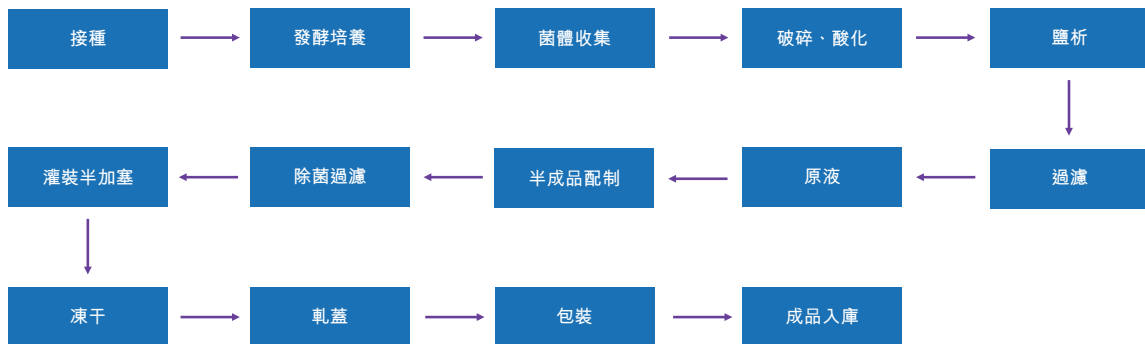 接種
發酵培養
菌體收集
破碎、酸化
鹽析
過濾
原液
半成品配制
除菌過濾
灌裝半加塞
凍干
軋蓋
包裝
成品入庫